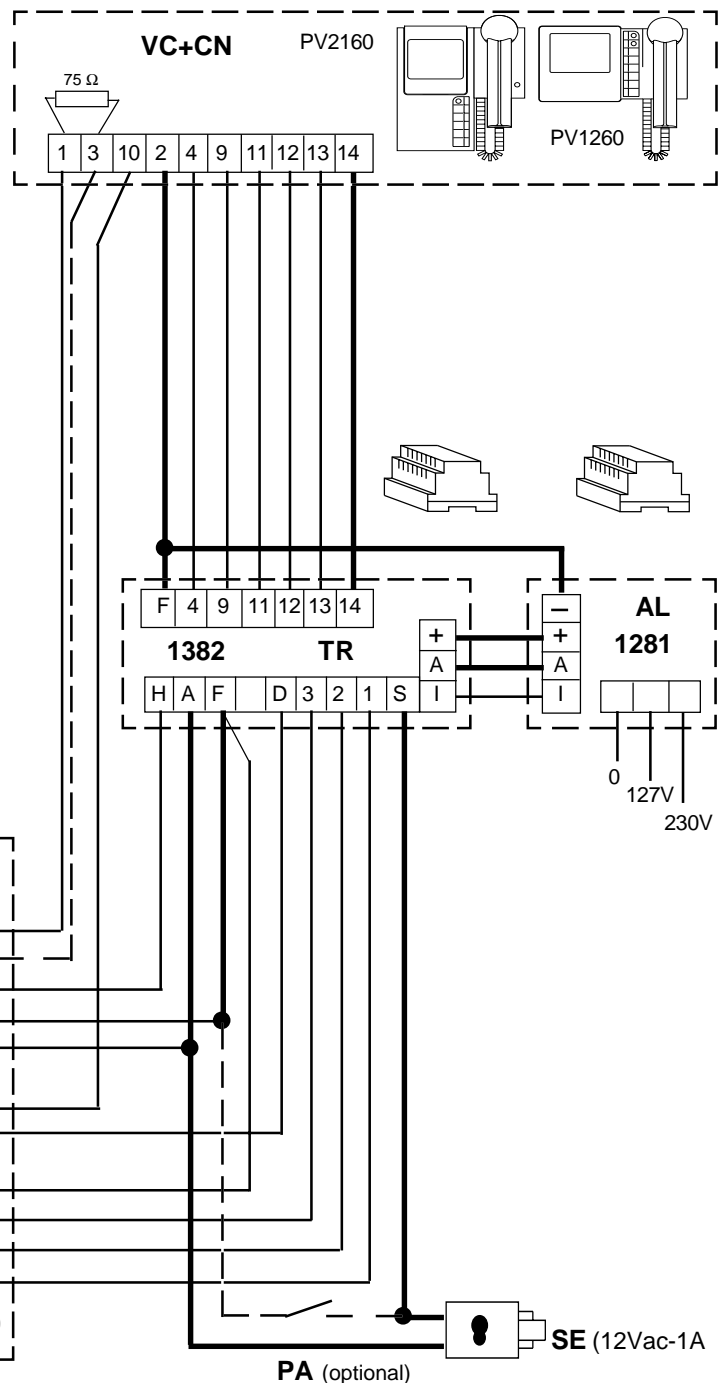 VC+CN PV2160
75 Ω
PV1260
1 3 10 2 4 9 11 12 13 14
F 4 9 11 12 13 14
1382 TR
+
A
I
H A F D 3 2 1 S
–
+
A
I
AL
1281
0
127V
230V
SE (12Vac-1A
PA (optional)